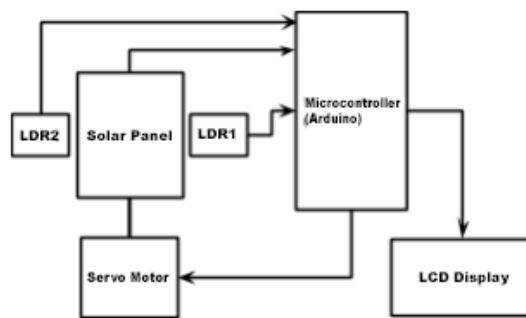 LDR2
Solar Panel
LDR1
Microcontroller
(Arduino)
Servo Motor
LCD Display